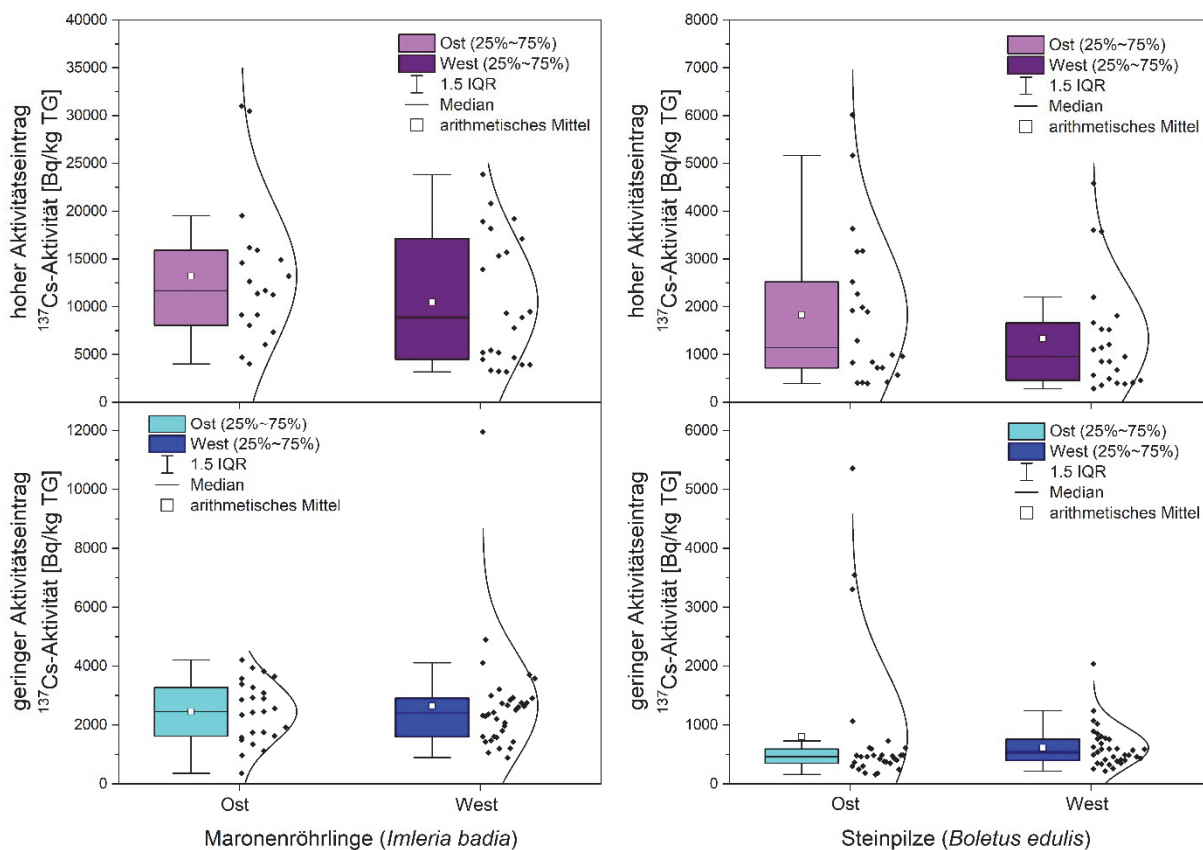 hoher Aktivitätseintrag
¹³⁷Cs-Aktivität [Bq/kg TG]
40000
35000
30000
25000
20000
15000
10000
5000
0
Ost (25%~75%)
West (25%~75%)
1.5 IQR
Median
arithmetisches Mittel
hoher Aktivitätseintrag
¹³⁷Cs-Aktivität [Bq/kg TG]
8000
7000
6000
5000
4000
3000
2000
1000
0
Ost (25%~75%)
West (25%~75%)
1.5 IQR
Median
arithmetisches Mittel
geringer Aktivitätseintrag
¹³⁷Cs-Aktivität [Bq/kg TG]
12000
10000
8000
6000
4000
2000
0
Ost (25%~75%)
West (25%~75%)
1.5 IQR
Median
arithmetisches Mittel
Ost
West
Maronenröhrlinge (Imleria badia)
geringer Aktivitätseintrag
¹³⁷Cs-Aktivität [Bq/kg TG]
6000
5000
4000
3000
2000
1000
0
Ost (25%~75%)
West (25%~75%)
1.5 IQR
Median
arithmetisches Mittel
Ost
West
Steinpilze (Boletus edulis)